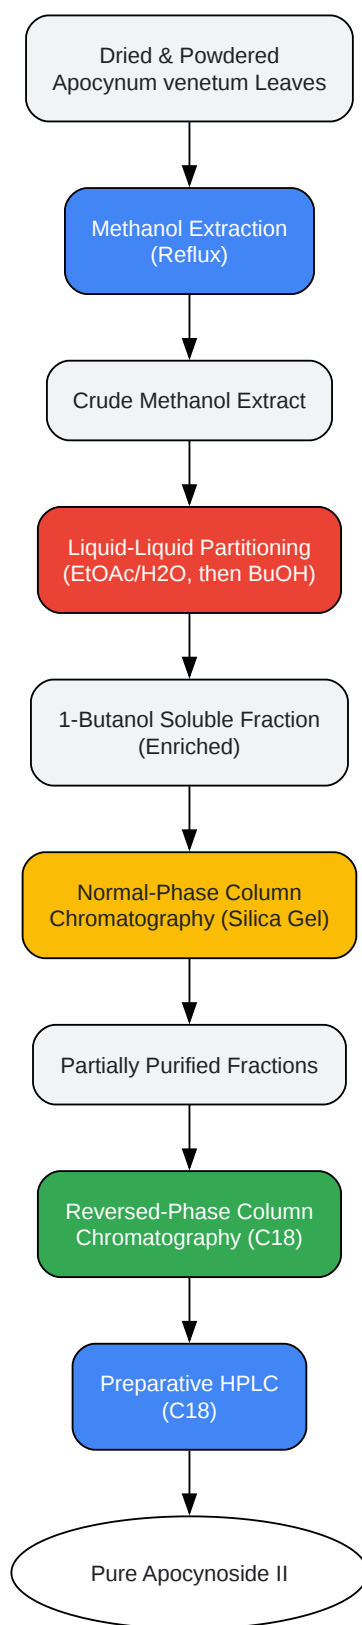 Dried & Powdered
Apocynum venetum Leaves
Methanol Extraction
(Reflux)
Crude Methanol Extract
Liquid-Liquid Partitioning
(EtOAc/H2O, then BuOH)
1-Butanol Soluble Fraction
(Enriched)
Normal-Phase Column
Chromatography (Silica Gel)
Partially Purified Fractions
Reversed-Phase Column
Chromatography (C18)
Preparative HPLC
(C18)
Pure Apocynoside II